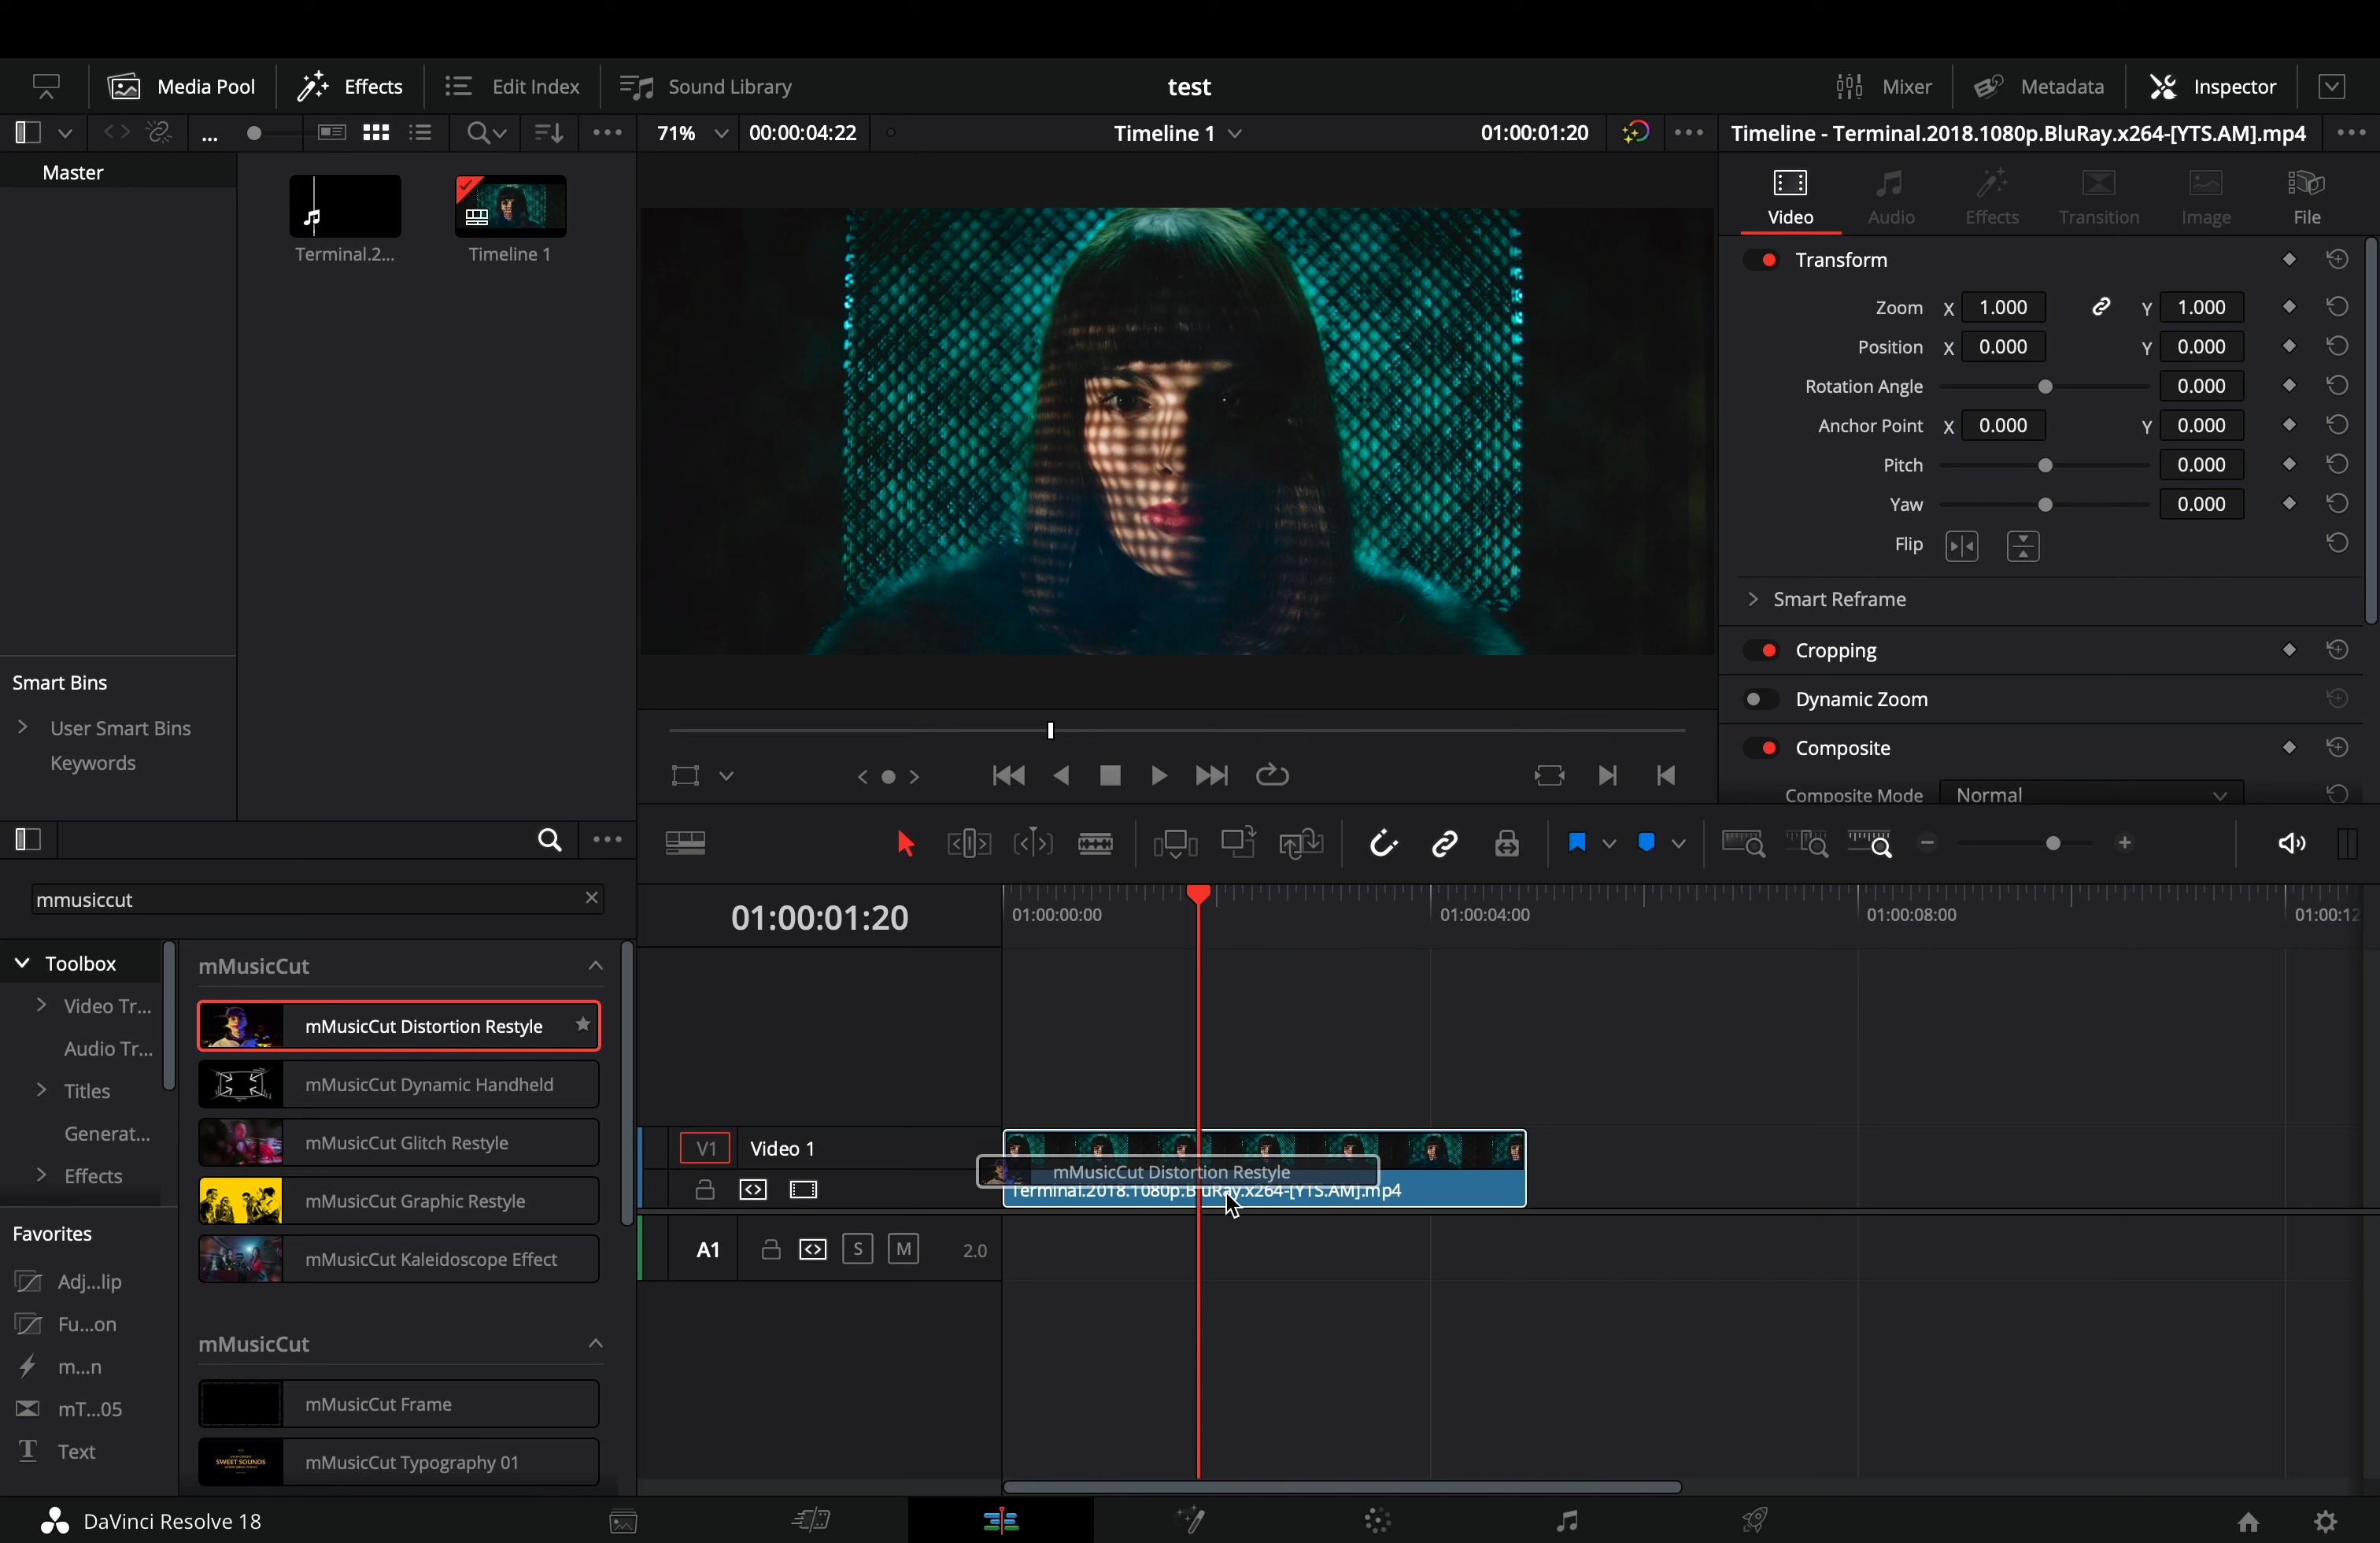 Media Pool
Effects
Edit Index
Sound Library
test
Mixer
Metadata
Inspector
...
71%
00:00:04:22
Timeline 1
01:00:01:20
Timeline - Terminal.2018.1080p.BluRay.x264-[YTS.AM].mp4
Master
Terminal.2...
Timeline 1
Video
Audio
Effects
Transition
Image
File
Transform
Zoom X 1.000 Y 1.000
Position X 0.000 Y 0.000
Rotation Angle 0.000
Anchor Point X 0.000 Y 0.000
Pitch 0.000
Yaw 0.000
Flip
Smart Reframe
Cropping
Dynamic Zoom
Composite
Composite Mode Normal
Smart Bins
User Smart Bins
Keywords
mmusiccut
Toolbox
Video Tr...
Audio Tr...
Titles
Generat...
Effects
Favorites
Adj...lip
Fu...on
m...n
mT...05
T Text
mMusicCut
mMusicCut Distortion Restyle
mMusicCut Dynamic Handheld
mMusicCut Glitch Restyle
mMusicCut Graphic Restyle
mMusicCut Kaleidoscope Effect
mMusicCut
mMusicCut Frame
SWEET SOUNDS
mMusicCut Typography 01
01:00:01:20
01:00:00:00
01:00:04:00
01:00:08:00
01:00:12
V1 Video 1
mMusicCut Distortion Restyle
Terminal.2018.1080p.BluRay.x264-[YTS.AM].mp4
A1 S M 2.0
DaVinci Resolve 18